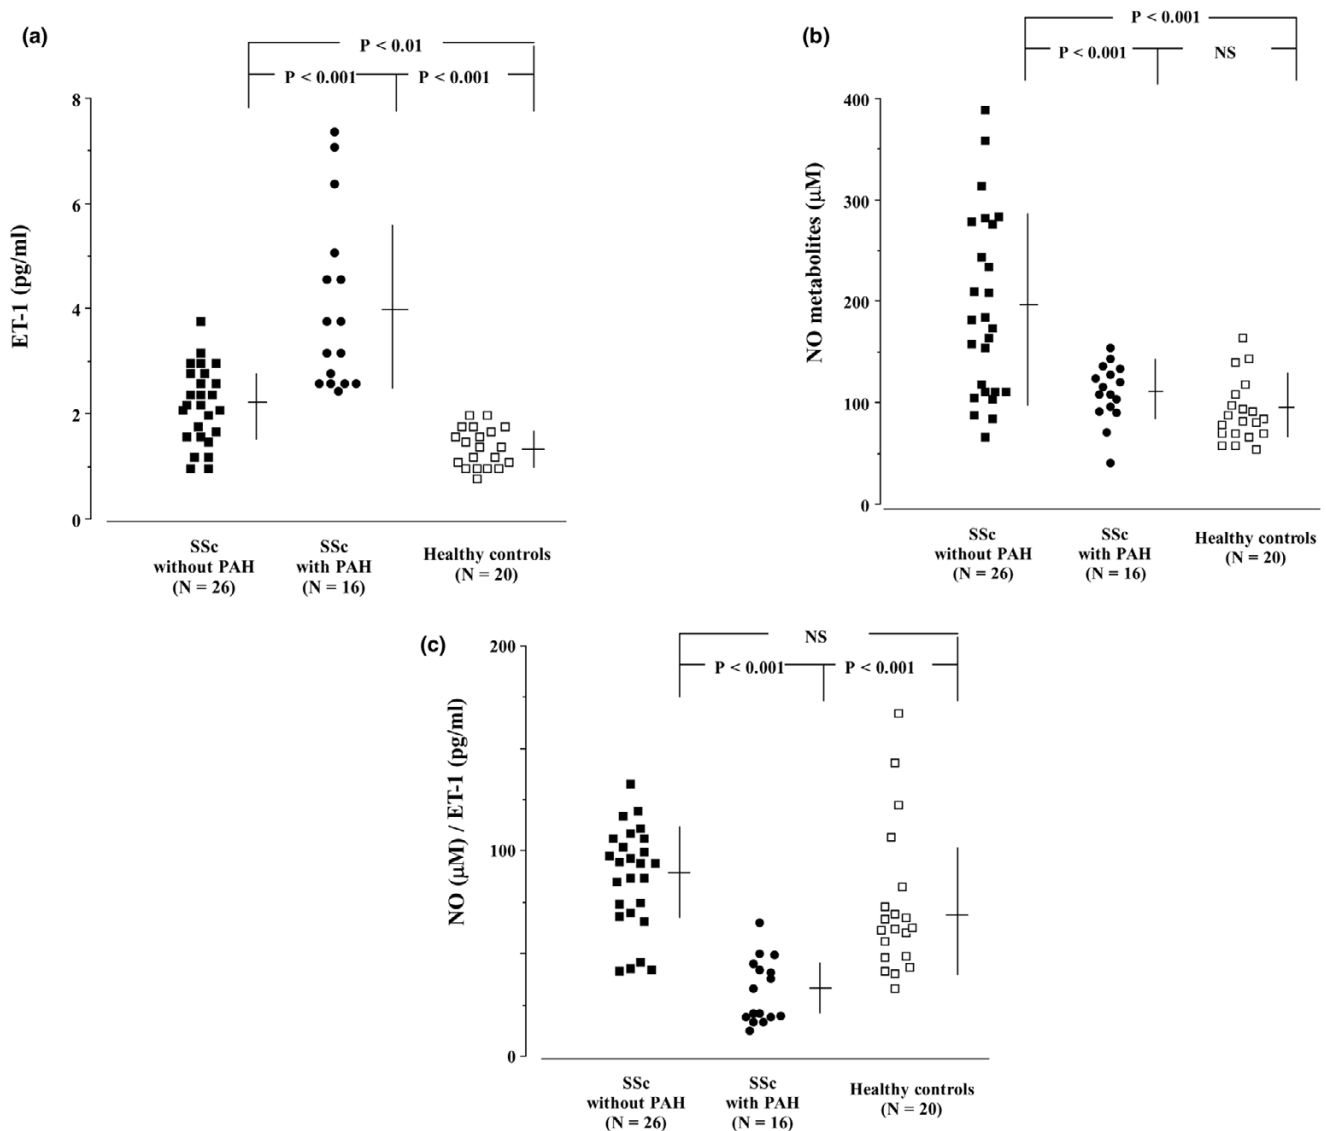 (a)
P < 0.01
P < 0.001 P < 0.001
8
6
4
2
0
ET-1 (pg/ml)
SSc
without PAH
(N = 26)
SSc
with PAH
(N = 16)
Healthy controls
(N = 20)
(b)
P < 0.001
P < 0.001 NS
400
300
200
100
0
NO metabolites (μM)
SSc
without PAH
(N = 26)
SSc
with PAH
(N = 16)
Healthy controls
(N = 20)
(c)
NS
P < 0.001 P < 0.001
200
100
0
NO (μM) / ET-1 (pg/ml)
SSc
without PAH
(N = 26)
SSc
with PAH
(N = 16)
Healthy controls
(N = 20)